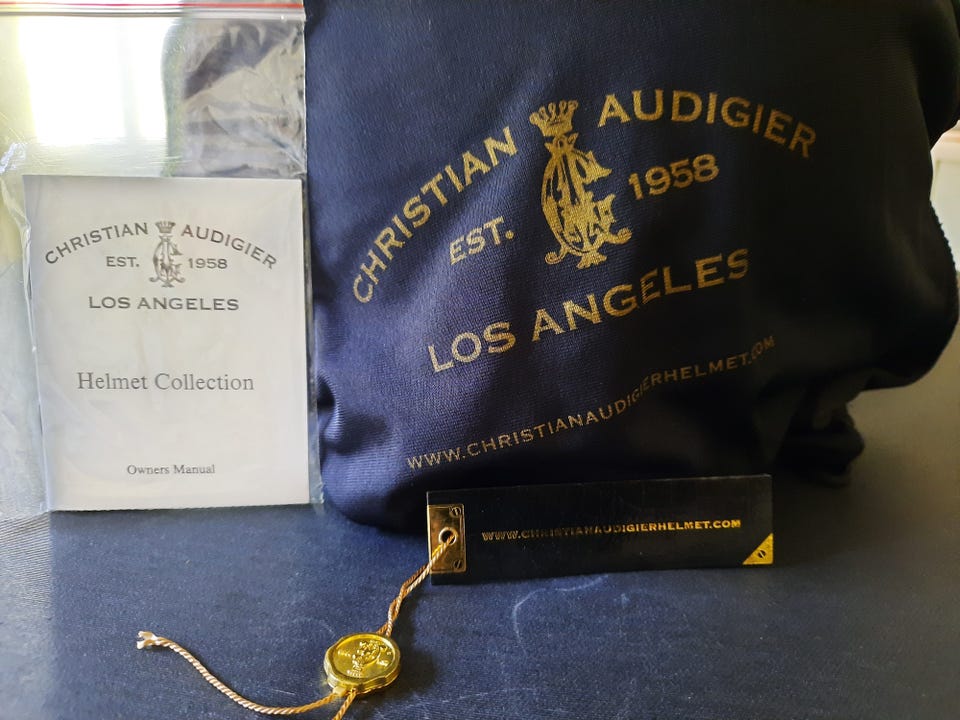 CHRISTIAN AUDIGIER
EST. 1958
LOS ANGELES
Helmet Collection
Owners Manual
CHRISTIAN AUDIGIER
EST. 1958
LOS ANGELES
WWW.CHRISTIANAUDIGIERHELMET.COM
WWW.CHRISTIANAUDIGIERHELMET.COM